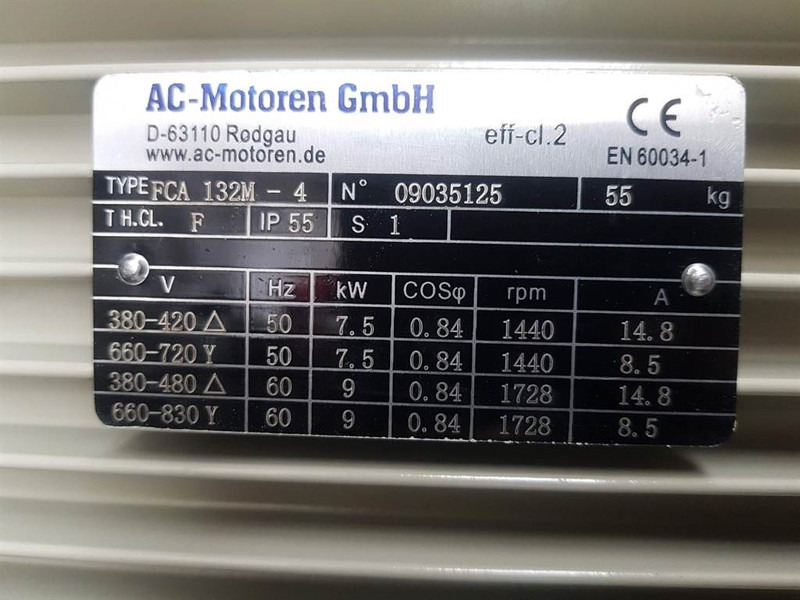 AC-Motoren GmbH
D-63110 Rodgau
www.ac-motoren.de
eff-cl.2
CE
EN 60034-1
TYPE FCA 132M - 4 N° 09035125 55 kg
TH.CL. F IP 55 S 1
V Hz kW COSφ rpm A
380-420 △ 50 7.5 0.84 1440 14.8
660-720 Y 50 7.5 0.84 1440 8.5
380-480 △ 60 9 0.84 1728 14.8
660-830 Y 60 9 0.84 1728 8.5